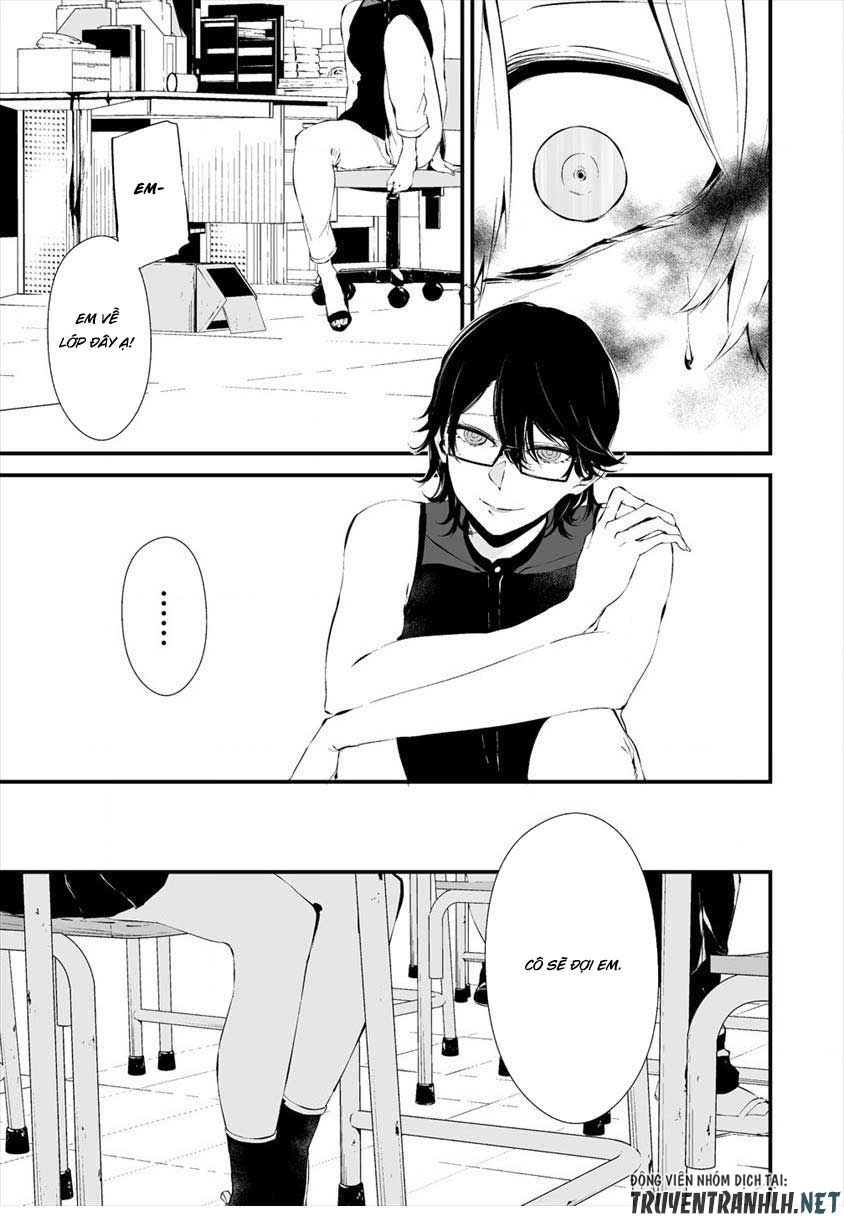 EM-
EM VỀ
LỚP ĐÂY Ạ!
......
CÔ SẼ ĐỢI EM.
ĐỘNG VIÊN NHÓM DỊCH TẠI:
TRUYENTRANHLH.NET